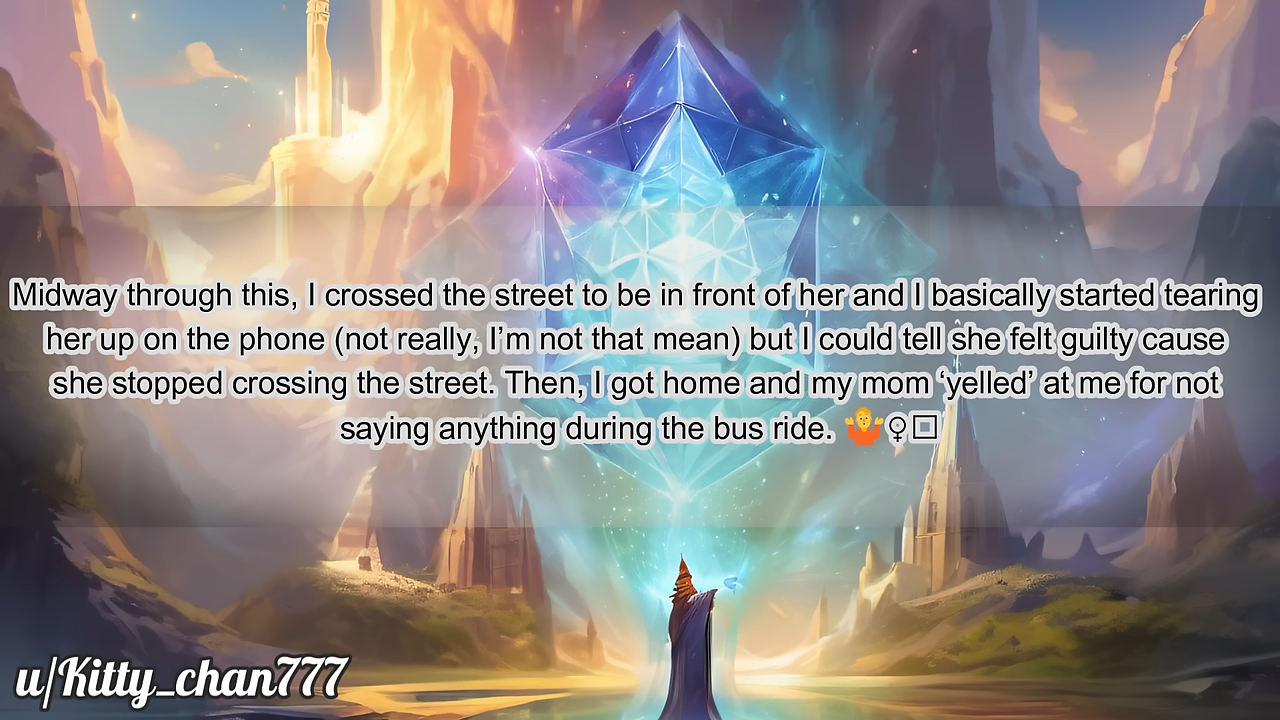 Midway through this, I crossed the street to be in front of her and I basically started tearing
her up on the phone (not really, I’m not that mean) but I could tell she felt guilty cause
she stopped crossing the street. Then, I got home and my mom ‘yelled’ at me for not
saying anything during the bus ride. 🤷♀□
u/Kitty_chan777